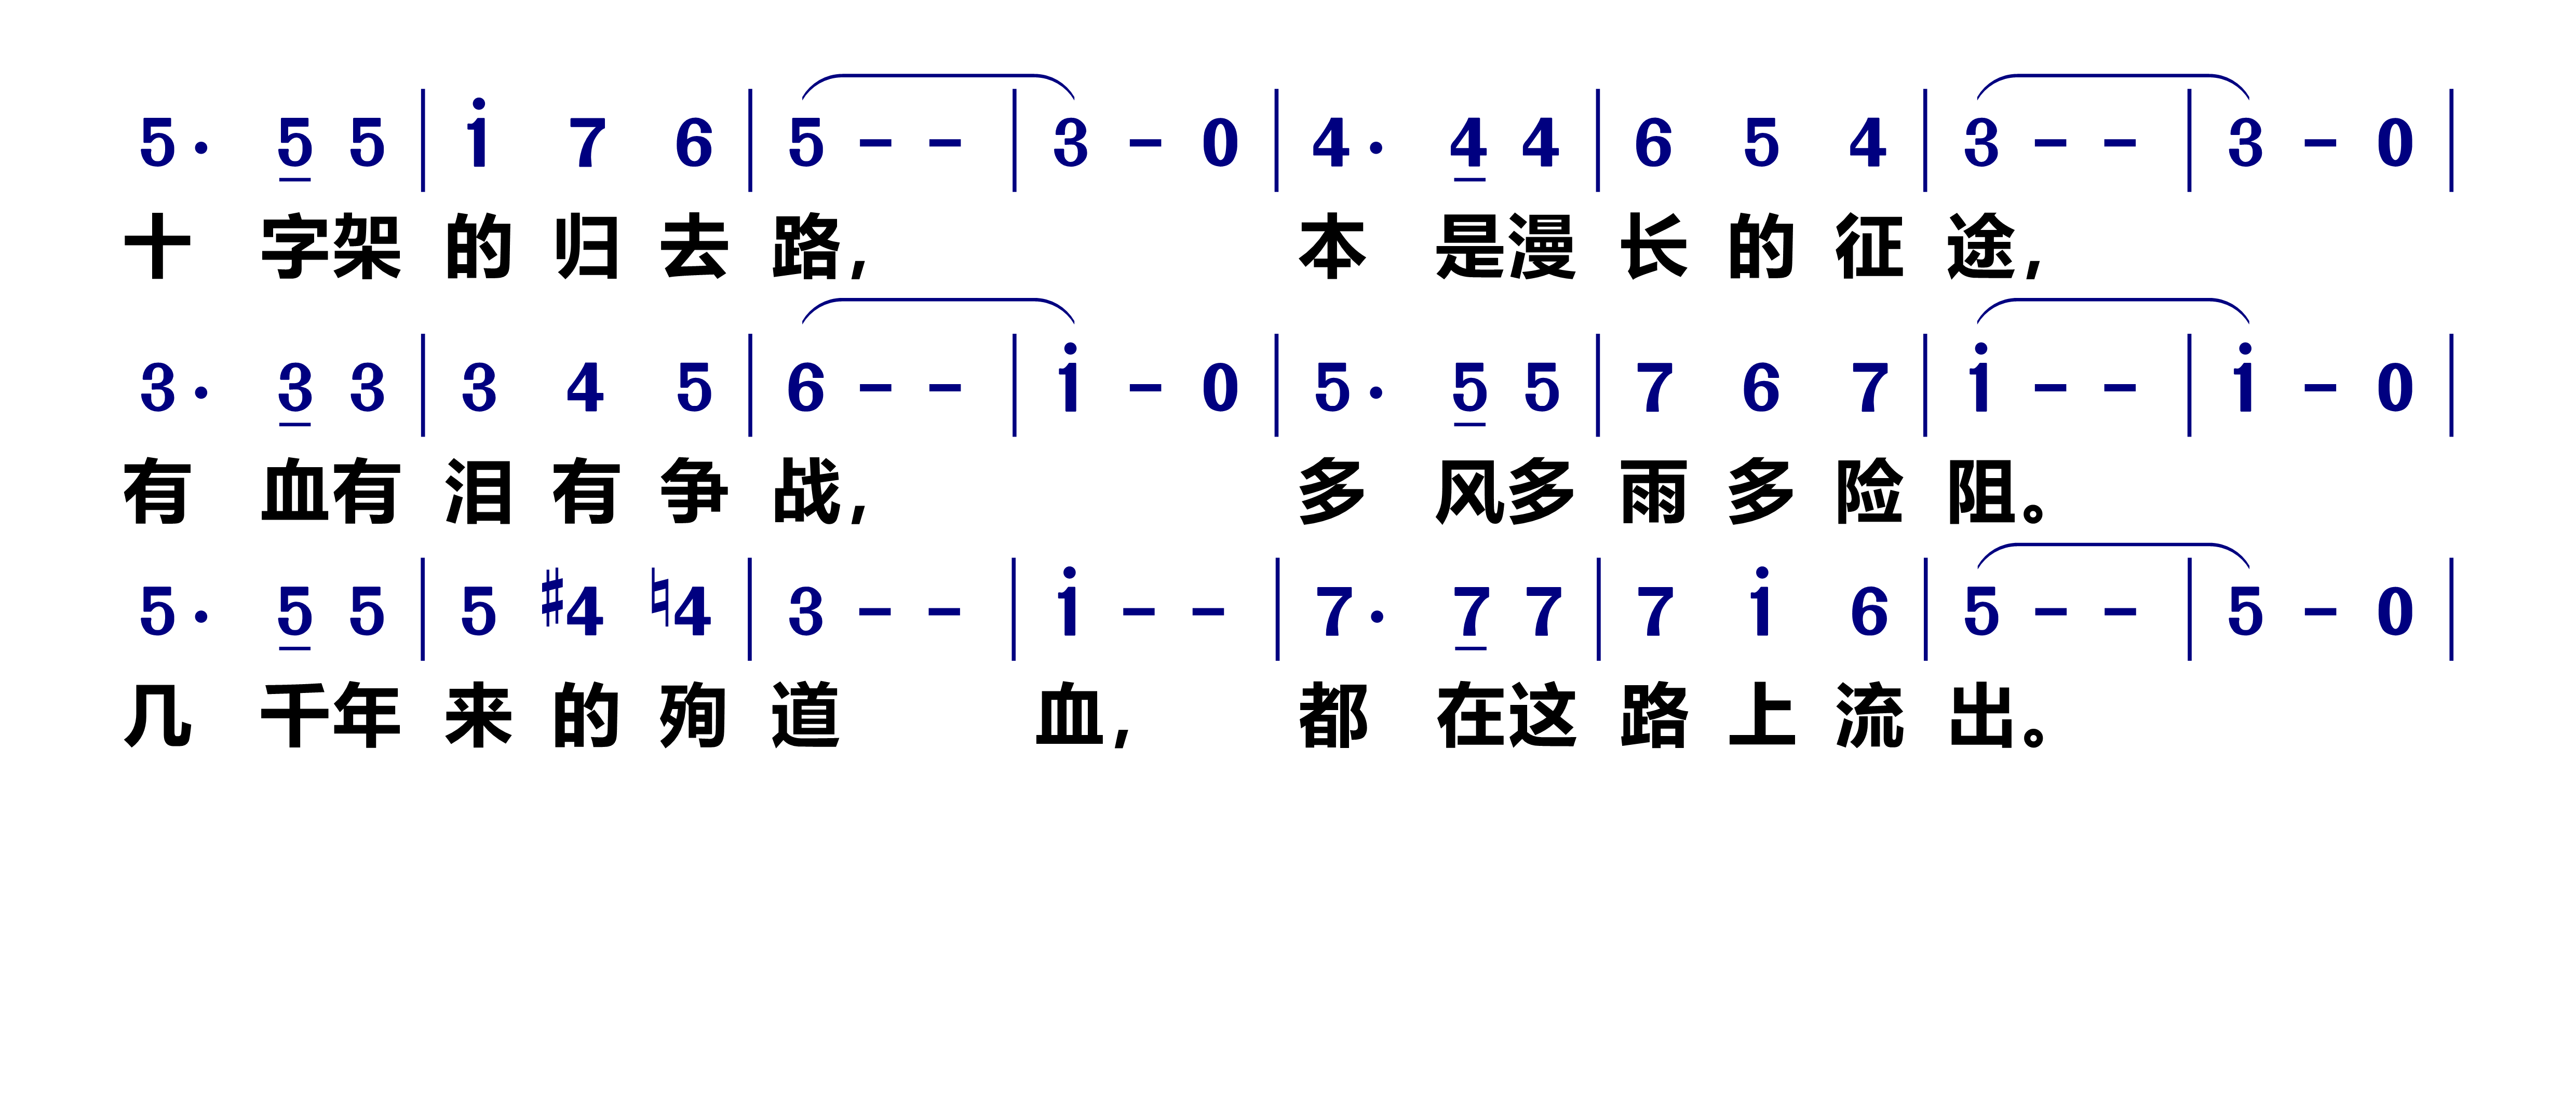 5· 5 5 | i 7 6 | 5 - - | 3 - 0 | 4· 4 4 | 6 5 4 | 3 - - | 3 - 0 |
十 字架 的 归 去 路, 本 是漫 长 的 征 途,
3· 3 3 | 3 4 5 | 6 - - | i - 0 | 5· 5 5 | 7 6 7 | i - - | i - 0 |
有 血有 泪 有 争 战, 多 风多 雨 多 险 阻。
5· 5 5 | 5 ♯4 ♮4 | 3 - - | i - - | 7· 7 7 | 7 i 6 | 5 - - | 5 - 0 |
几 千年 来 的 殉 道 血, 都 在这 路 上 流 出。